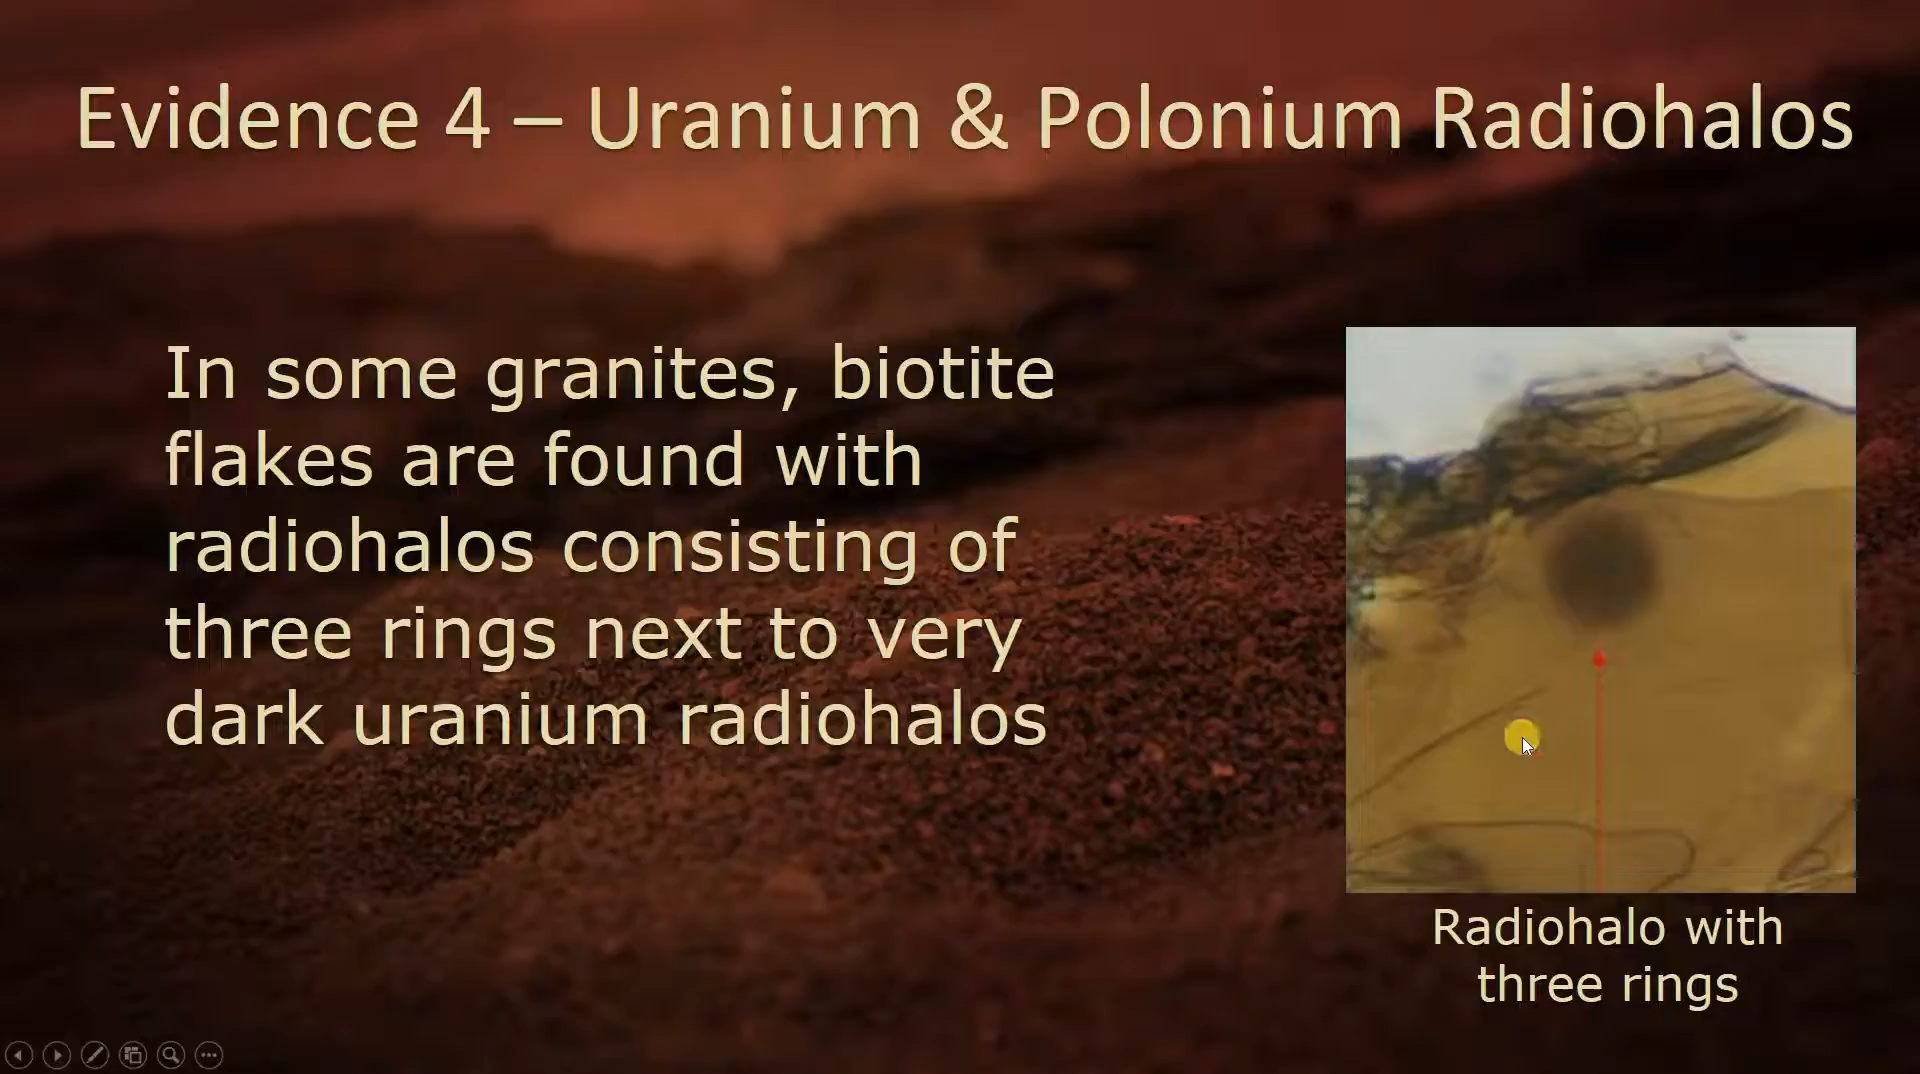 Evidence 4 – Uranium & Polonium Radiohalos
In some granites, biotite
flakes are found with
radiohalos consisting of
three rings next to very
dark uranium radiohalos
Radiohalo with
three rings